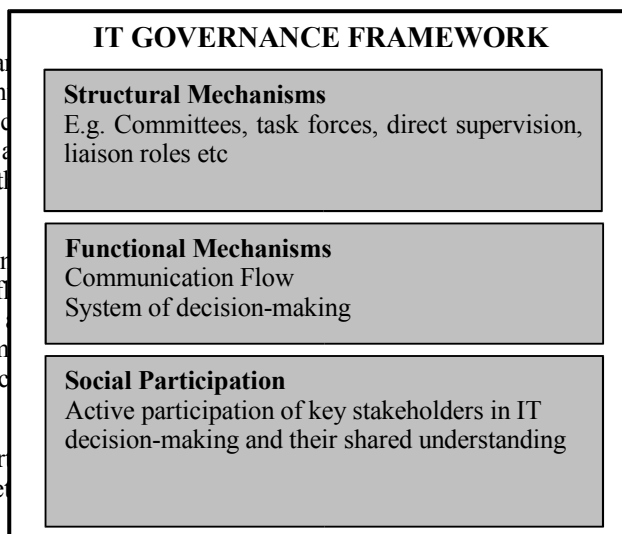 IT GOVERNANCE FRAMEWORK
Structural Mechanisms
E.g. Committees, task forces, direct supervision,
liaison roles etc
Functional Mechanisms
Communication Flow
System of decision-making
Social Participation
Active participation of key stakeholders in IT
decision-making and their shared understanding